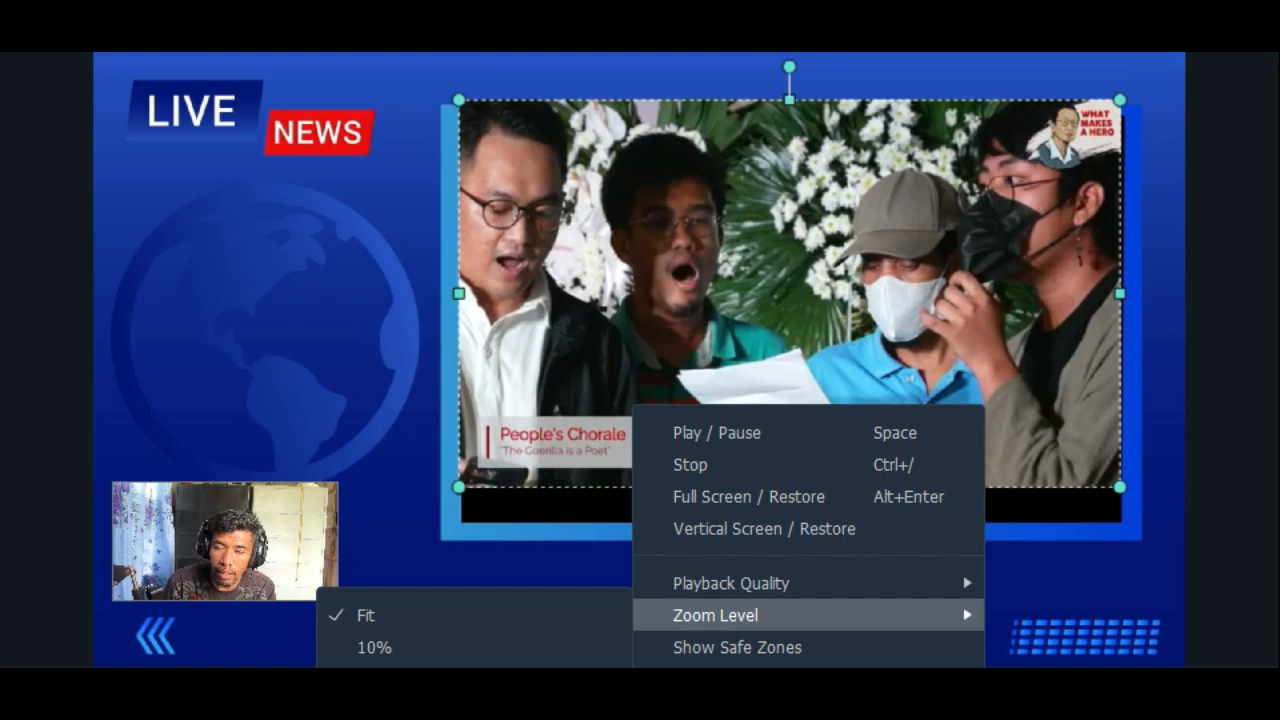 LIVE
NEWS
WHAT
MAKES
A HERO
People's Chorale
"The Guerilla is a Poet"
Play / Pause Space
Stop Ctrl+/
Full Screen / Restore Alt+Enter
Vertical Screen / Restore
Playback Quality
Zoom Level
Show Safe Zones
Fit
10%